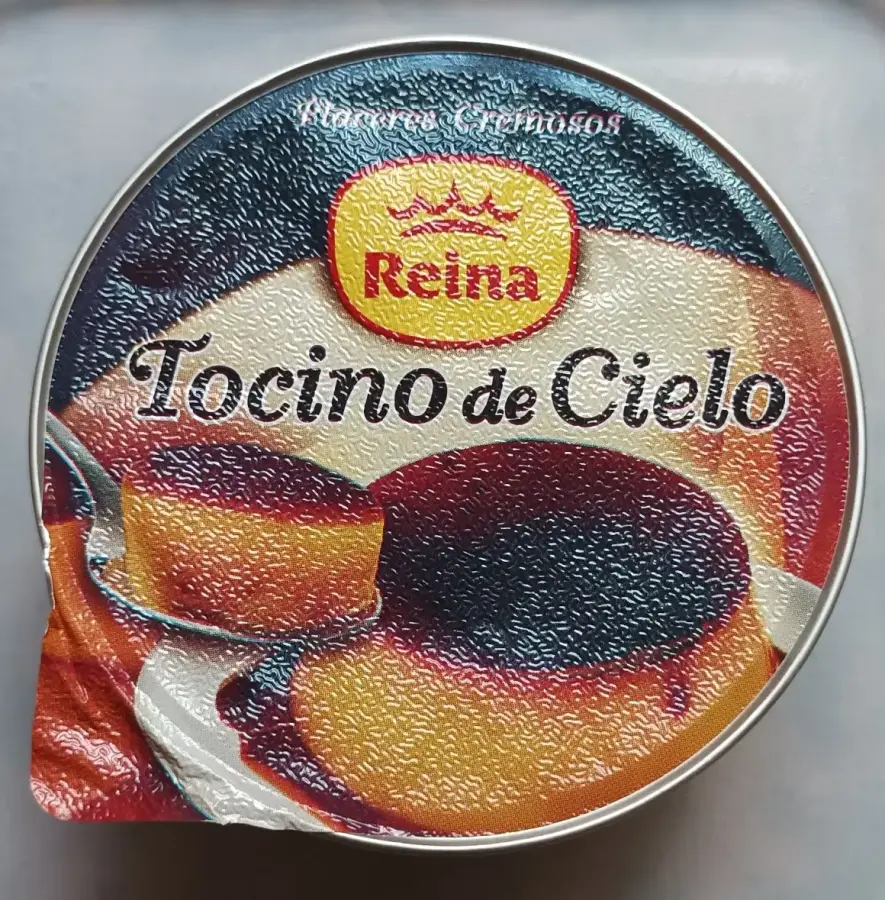 Placeres Cremosos
Reina
Tocino de Cielo